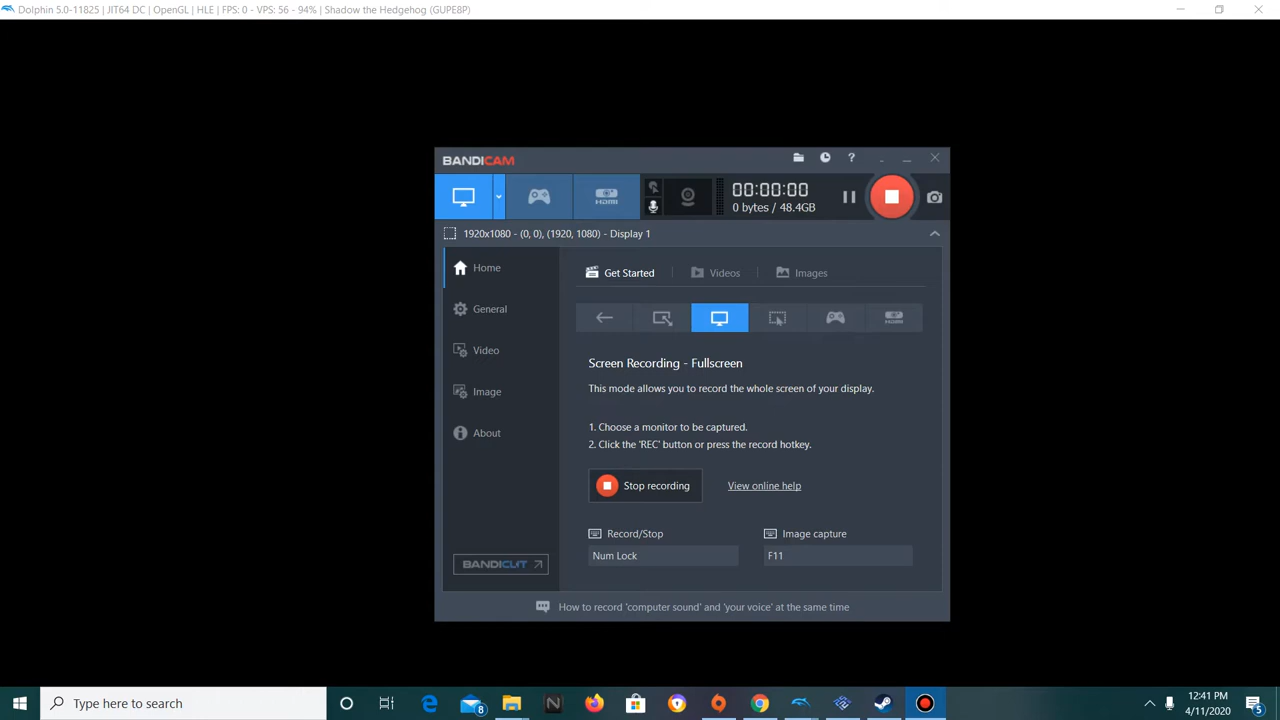 Dolphin 5.0-11825 | JIT64 DC | OpenGL | HLE | FPS: 0 - VPS: 56 - 94% | Shadow the Hedgehog (GUPE8P)
BANDICAM
?
HDMI
00:00:00
0 bytes / 48.4GB
1920x1080 - (0, 0), (1920, 1080) - Display 1
Home
General
Video
Image
About
BANDICUT
Get Started
Videos
Images
HDMI
Screen Recording - Fullscreen
This mode allows you to record the whole screen of your display.
1. Choose a monitor to be captured.
2. Click the 'REC' button or press the record hotkey.
Stop recording
View online help
Record/Stop
Image capture
Num Lock
F11
How to record 'computer sound' and 'your voice' at the same time
Type here to search
8
N
12:41 PM
4/11/2020
5